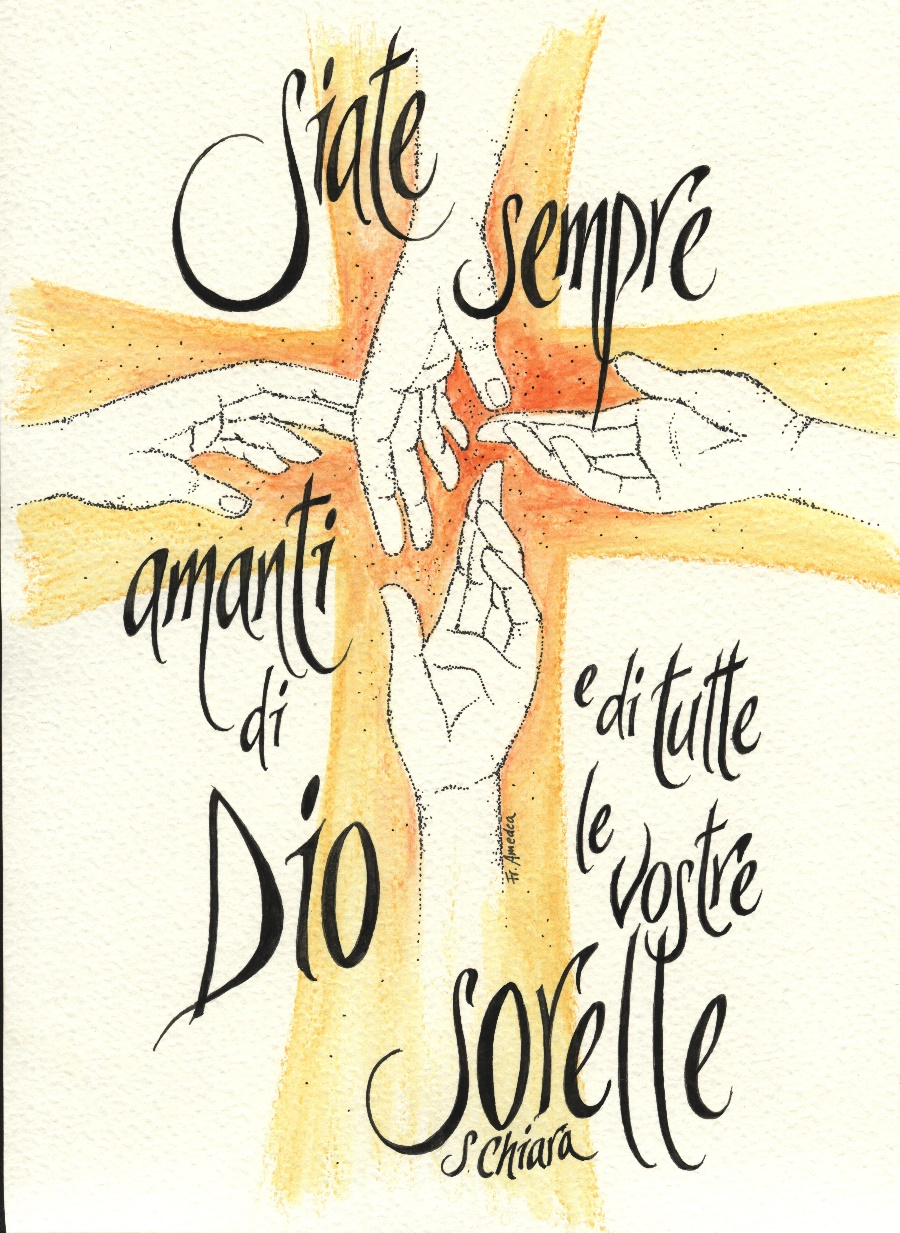 Siate
sempre
amanti
di
Dio
e di tutte
le
vostre
sorelle
S Chiara
Fr. Amedea